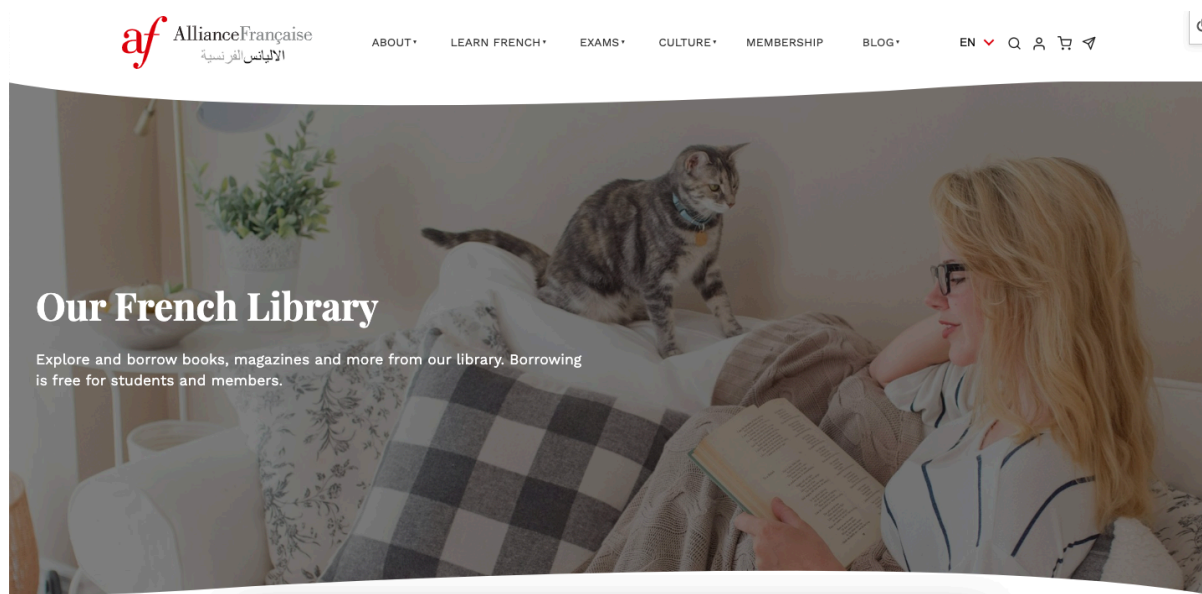 af AllianceFrançaise
الاليانس الفرنسية
ABOUT
LEARN FRENCH
EXAMS
CULTURE
MEMBERSHIP
BLOG
EN
Our French Library
Explore and borrow books, magazines and more from our library. Borrowing
is free for students and members.